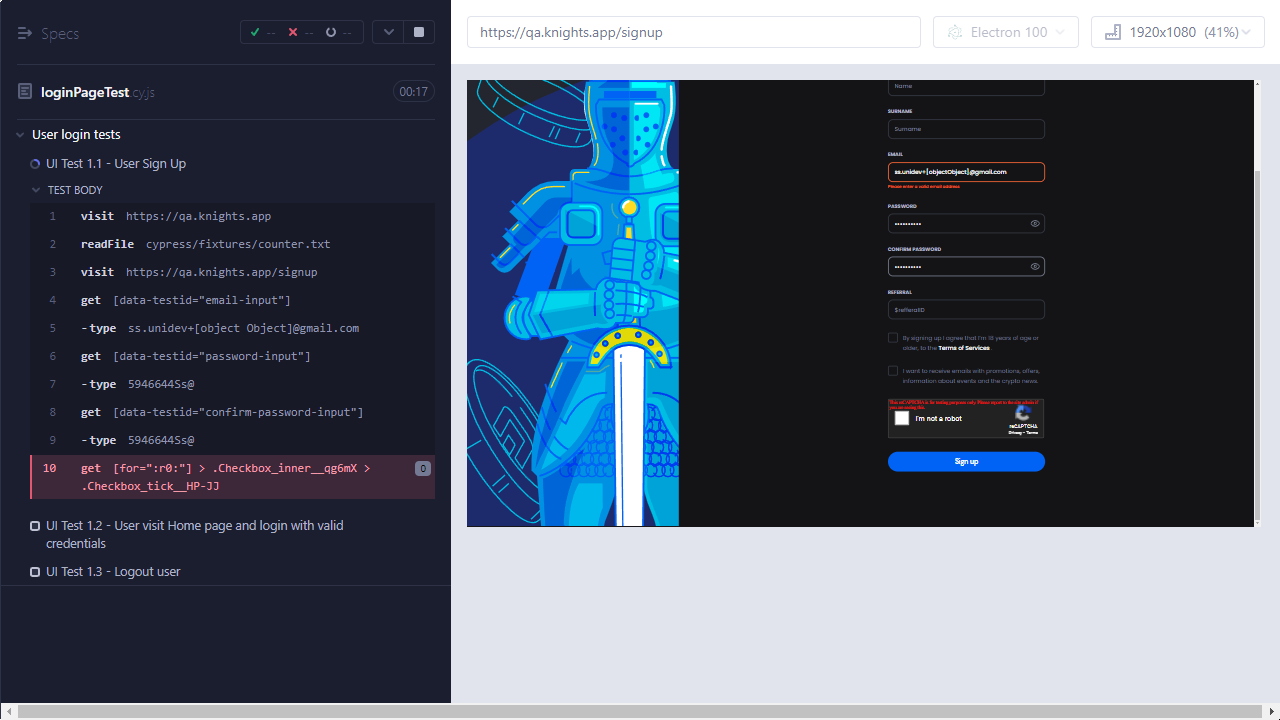 Specs
-- -- --
loginPageTest.cy.js
00:17
User login tests
UI Test 1.1 - User Sign Up
TEST BODY
1 visit https://qa.knights.app
2 readFile cypress/fixtures/counter.txt
3 visit https://qa.knights.app/signup
4 get [data-testid="email-input"]
5 -type ss.unidev+[object Object]@gmail.com
6 get [data-testid="password-input"]
7 -type 5946644Ss@
8 get [data-testid="confirm-password-input"]
9 -type 5946644Ss@
10 get [for=":r0:"] > .Checkbox_inner__qg6mX > 0
.Checkbox_tick__HP-JJ
UI Test 1.2 - User visit Home page and login with valid
credentials
UI Test 1.3 - Logout user
https://qa.knights.app/signup
Electron 100
1920x1080 (41%)
Name
SURNAME
Surname
EMAIL
ss.unidev+[objectObject]@gmail.com
Please enter a valid email address
PASSWORD
••••••••••
CONFIRM PASSWORD
••••••••••
REFERRAL
$refferalID
By signing up I agree that I'm 18 years of age or
older, to the Terms of Services
I want to receive emails with promotions, offers,
information about events and the crypto news.
This reCAPTCHA is for testing purposes only. Please report to the site admin if
you are seeing this.
I'm not a robot
reCAPTCHA
Privacy - Terms
Sign up